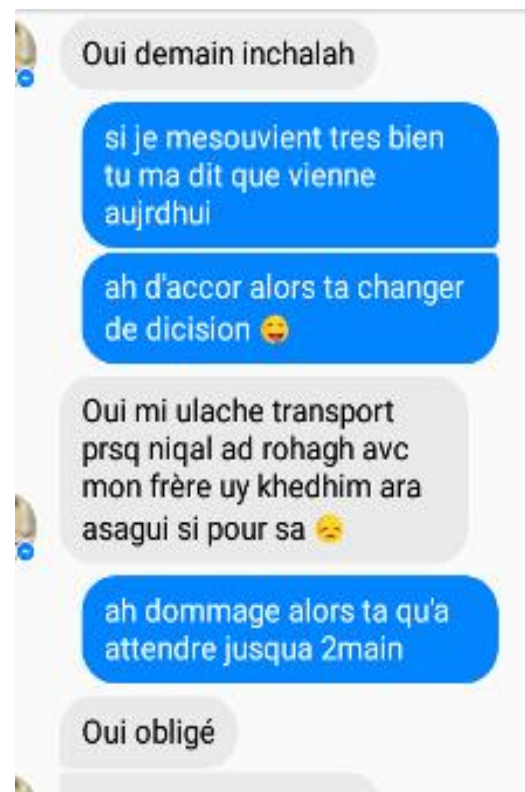 Oui demain inchalah
si je mesouvient tres bien
tu ma dit que vienne
aujrdhui
ah d'accor alors ta changer
de dicision 😋
Oui mi ulache transport
prsq niqal ad rohagh avc
mon frère uy khedhim ara
asagui si pour sa 😞
ah dommage alors ta qu'a
attendre jusqua 2main
Oui obligé